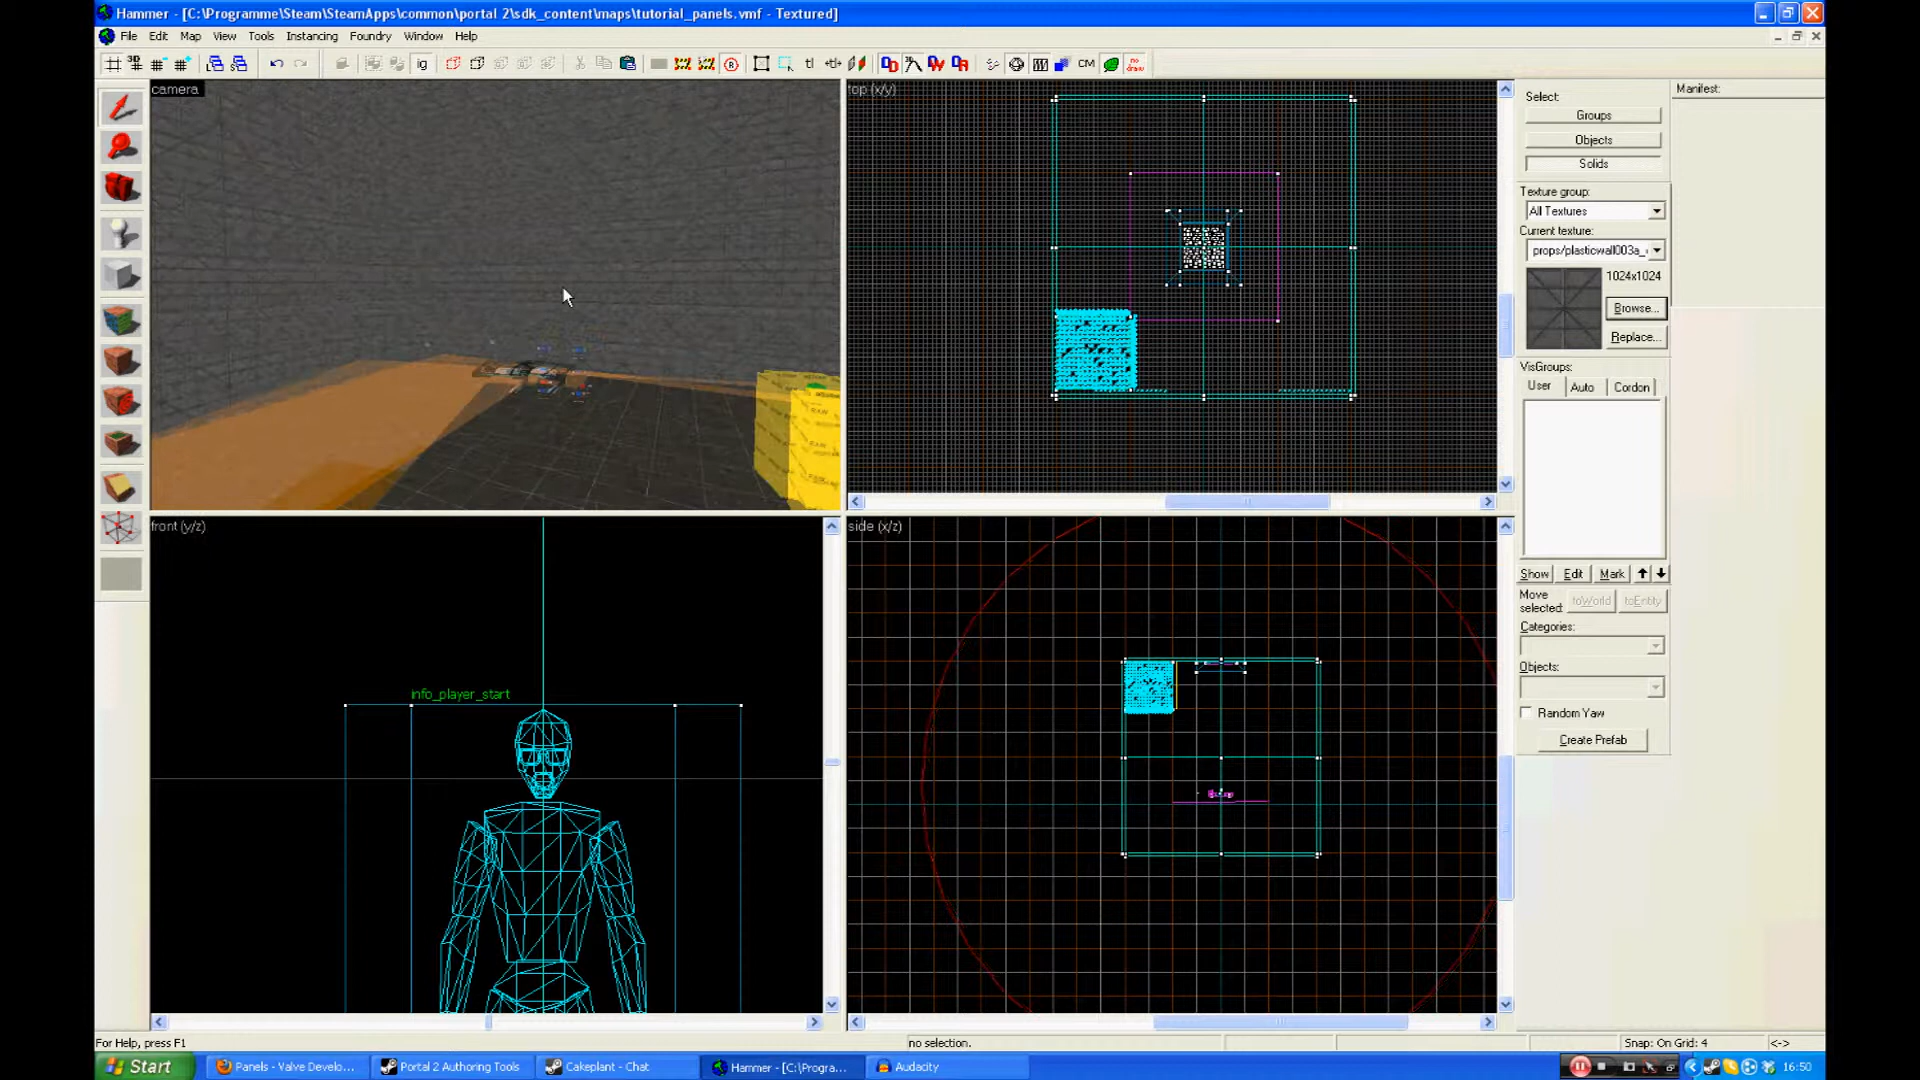 Hammer - [C:\Programme\Steam\SteamApps\common\portal 2\sdk_content\maps\tutorial_panels.vmf - Textured]
File Edit Map View Tools Instancing Foundry Window Help
ig tl +tl+ CM
camera
top (x/y)
front (y/z)
side (x/z)
info_player_start
Select:
Groups
Objects
Solids
Texture group:
All Textures
Current texture:
props/plasticwall003a_
1024x1024
Browse...
Replace...
VisGroups:
User Auto Cordon
Show Edit Mark
Move selected: toWorld toEntity
Categories:
Objects:
Random Yaw
Create Prefab
Manifest:
For Help, press F1
no selection.
Snap: On Grid: 4
<->
Start
Panels - Valve Develo...
Portal 2 Authoring Tools
Cakeplant - Chat
Hammer - [C:\Progra...
Audacity
16:50